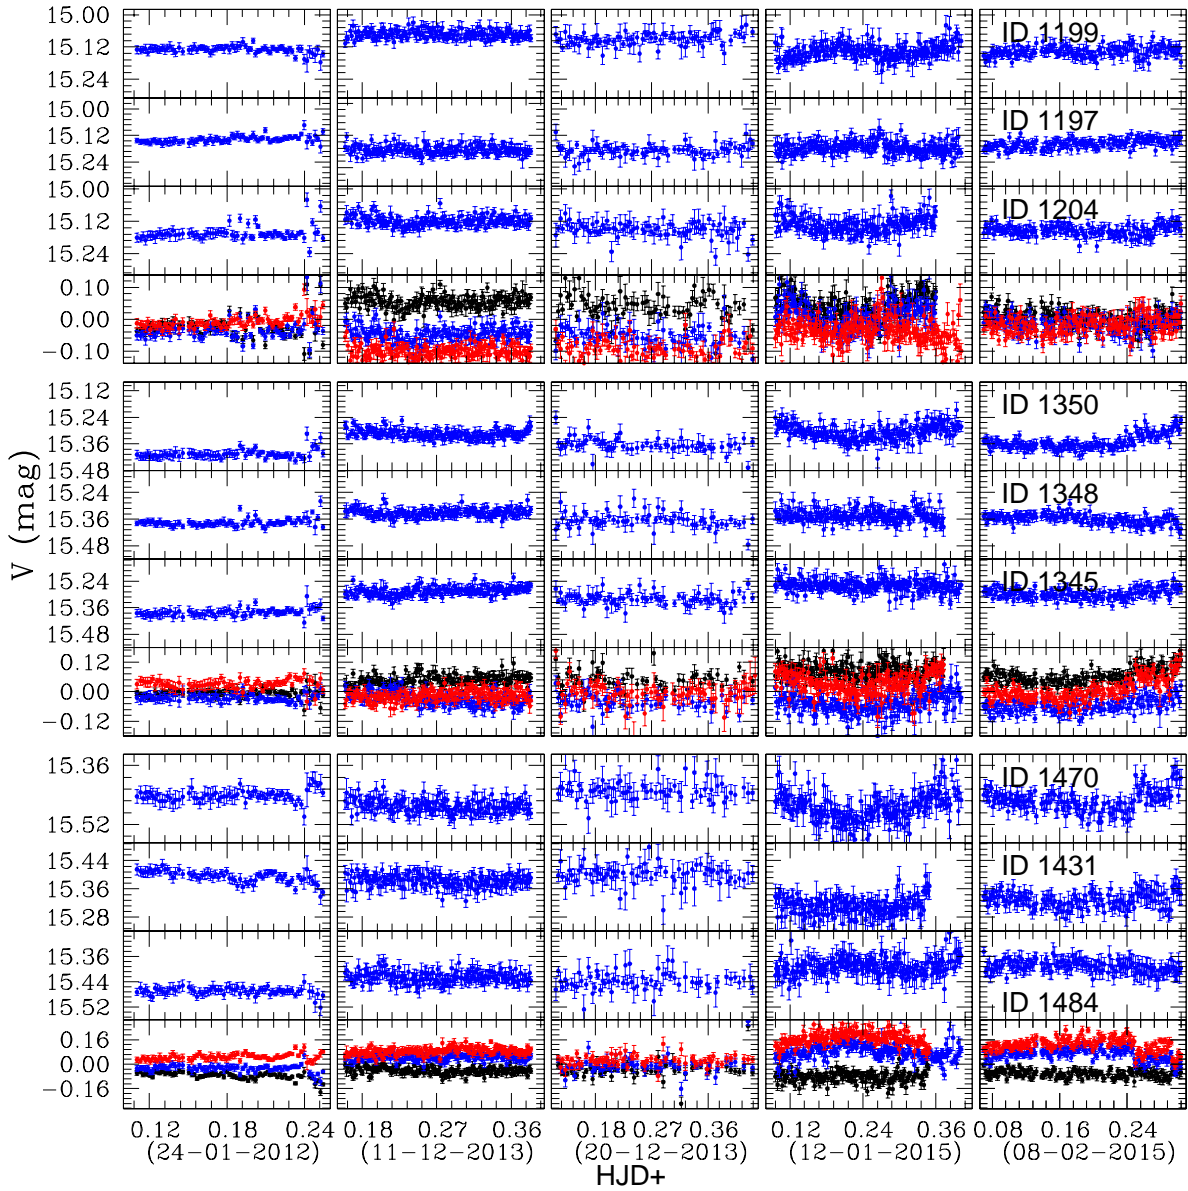 15.00
15.12
15.24
ID 1199
15.00
15.12
15.24
ID 1197
15.00
15.12
15.24
ID 1204
0.10
0.00
−0.10
15.12
15.24
15.36
15.48
ID 1350
15.24
15.36
15.48
ID 1348
15.24
15.36
15.48
ID 1345
0.12
0.00
−0.12
15.36
15.52
ID 1470
15.44
15.36
15.28
ID 1431
15.36
15.44
15.52
ID 1484
0.16
0.00
−0.16
V (mag)
0.12 0.18 0.24 0.18 0.27 0.36 0.18 0.27 0.36 0.12 0.24 0.36 0.08 0.16 0.24
(24-01-2012) (11-12-2013) (20-12-2013) (12-01-2015) (08-02-2015)
HJD+